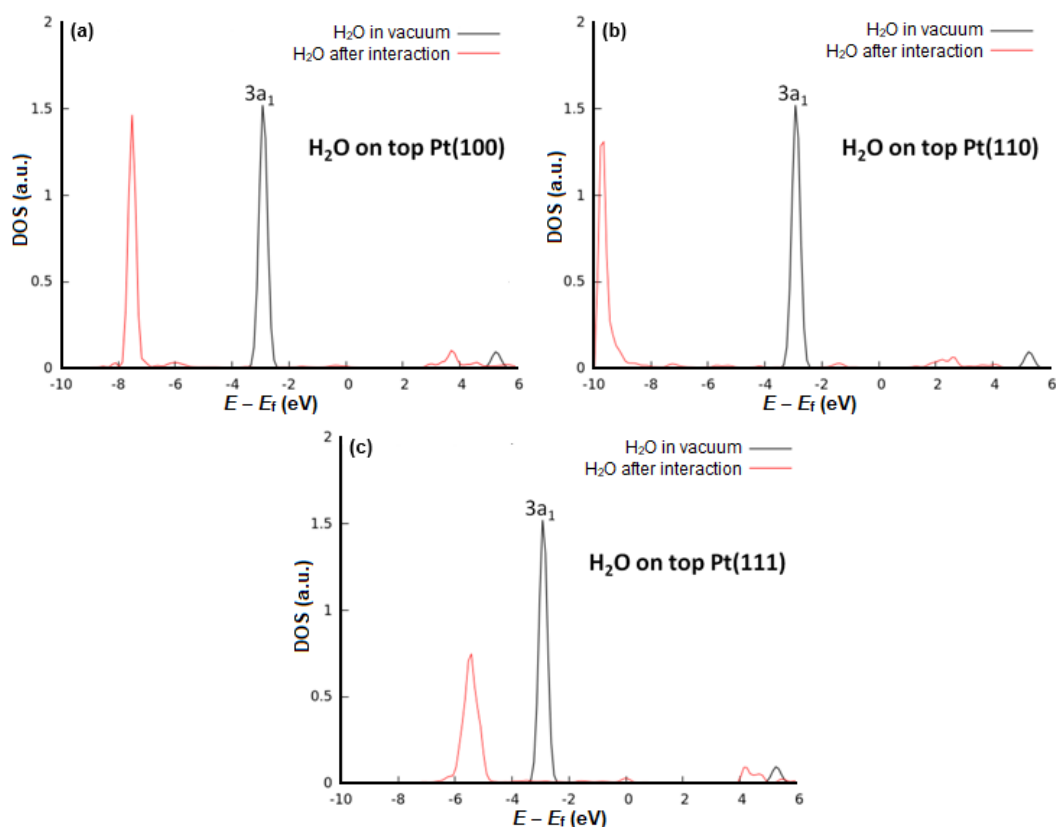 (a)
H₂O in vacuum
H₂O after interaction
3a₁
H₂O on top Pt(100)
DOS (a.u.)
2
1.5
1
0.5
0
-10 -8 -6 -4 -2 0 2 4 6
E – Ef (eV)
(b)
H₂O in vacuum
H₂O after interaction
3a₁
H₂O on top Pt(110)
DOS (a.u.)
2
1.5
1
0.5
0
-10 -8 -6 -4 -2 0 2 4 6
E – Ef (eV)
(c)
H₂O in vacuum
H₂O after interaction
3a₁
H₂O on top Pt(111)
DOS (a.u.)
2
1.5
1
0.5
0
-10 -8 -6 -4 -2 0 2 4 6
E – Ef (eV)